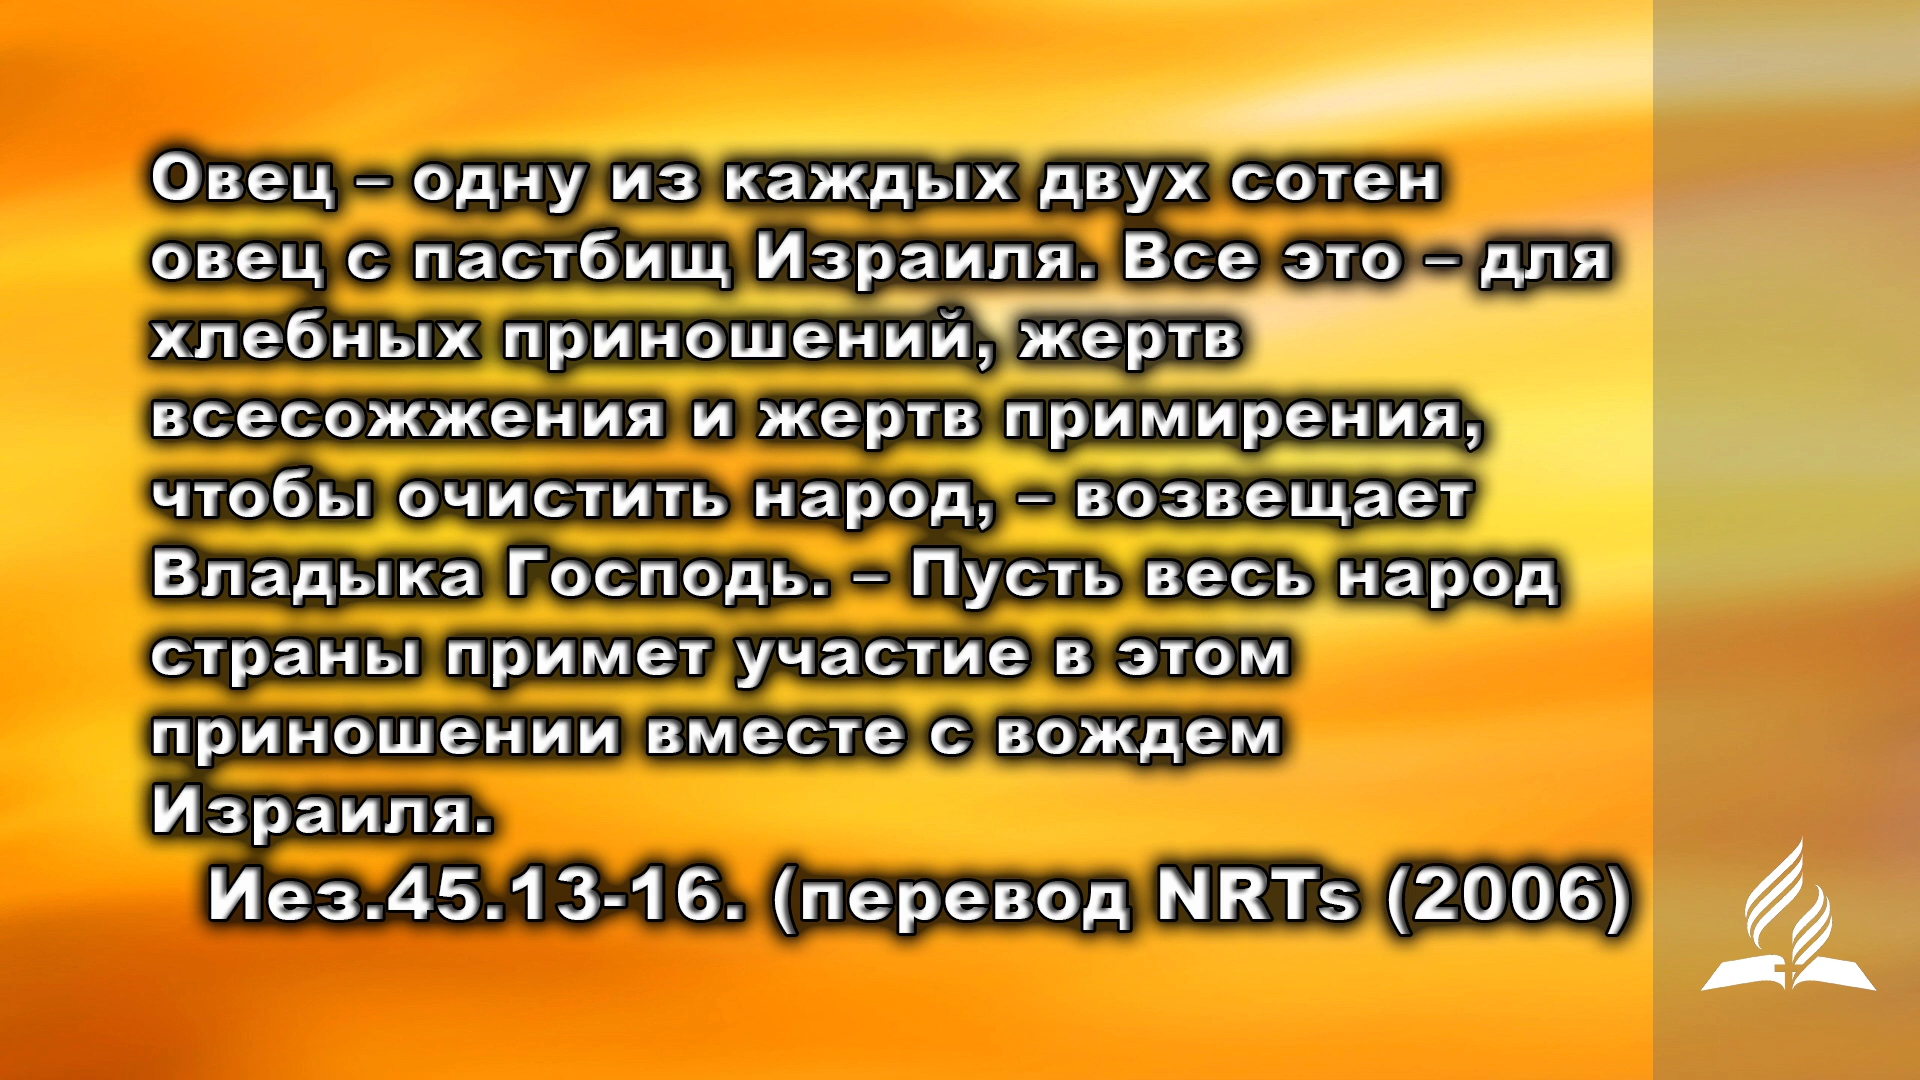 Овец – одну из каждых двух сотен
овец с пастбищ Израиля. Все это – для
хлебных приношений, жертв
всесожжения и жертв примирения,
чтобы очистить народ, – возвещает
Владыка Господь. – Пусть весь народ
страны примет участие в этом
приношении вместе с вождем
Израиля.
Иез.45.13-16. (перевод NRTs (2006)